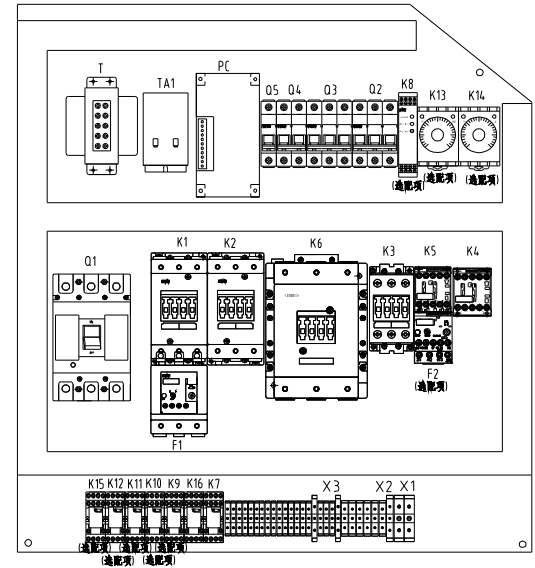 T TA1 PC Q5 Q4 Q3 Q2 K8 K13 K14
(选配项) (选配项) (选配项)
Q1 K1 K2 K6 K3 K5 K4
F1 F2
(选配项)
K15 K12 K11 K10 K9 K16 K7 X3 X2 X1
(选配项) (选配项) (选配项)
(选配项) (选配项)